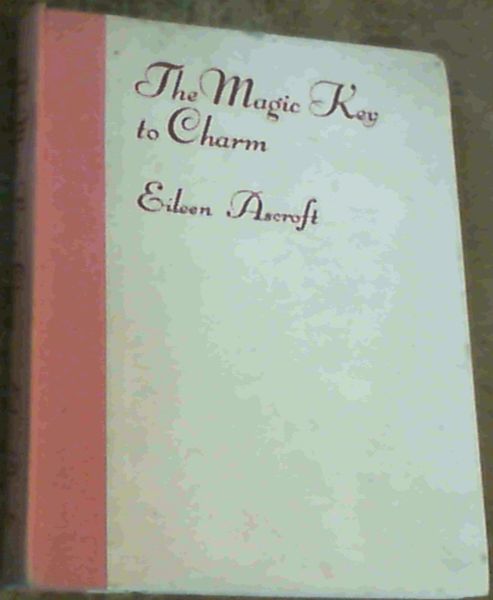 The Magic Key
to Charm
Eileen Ascroft